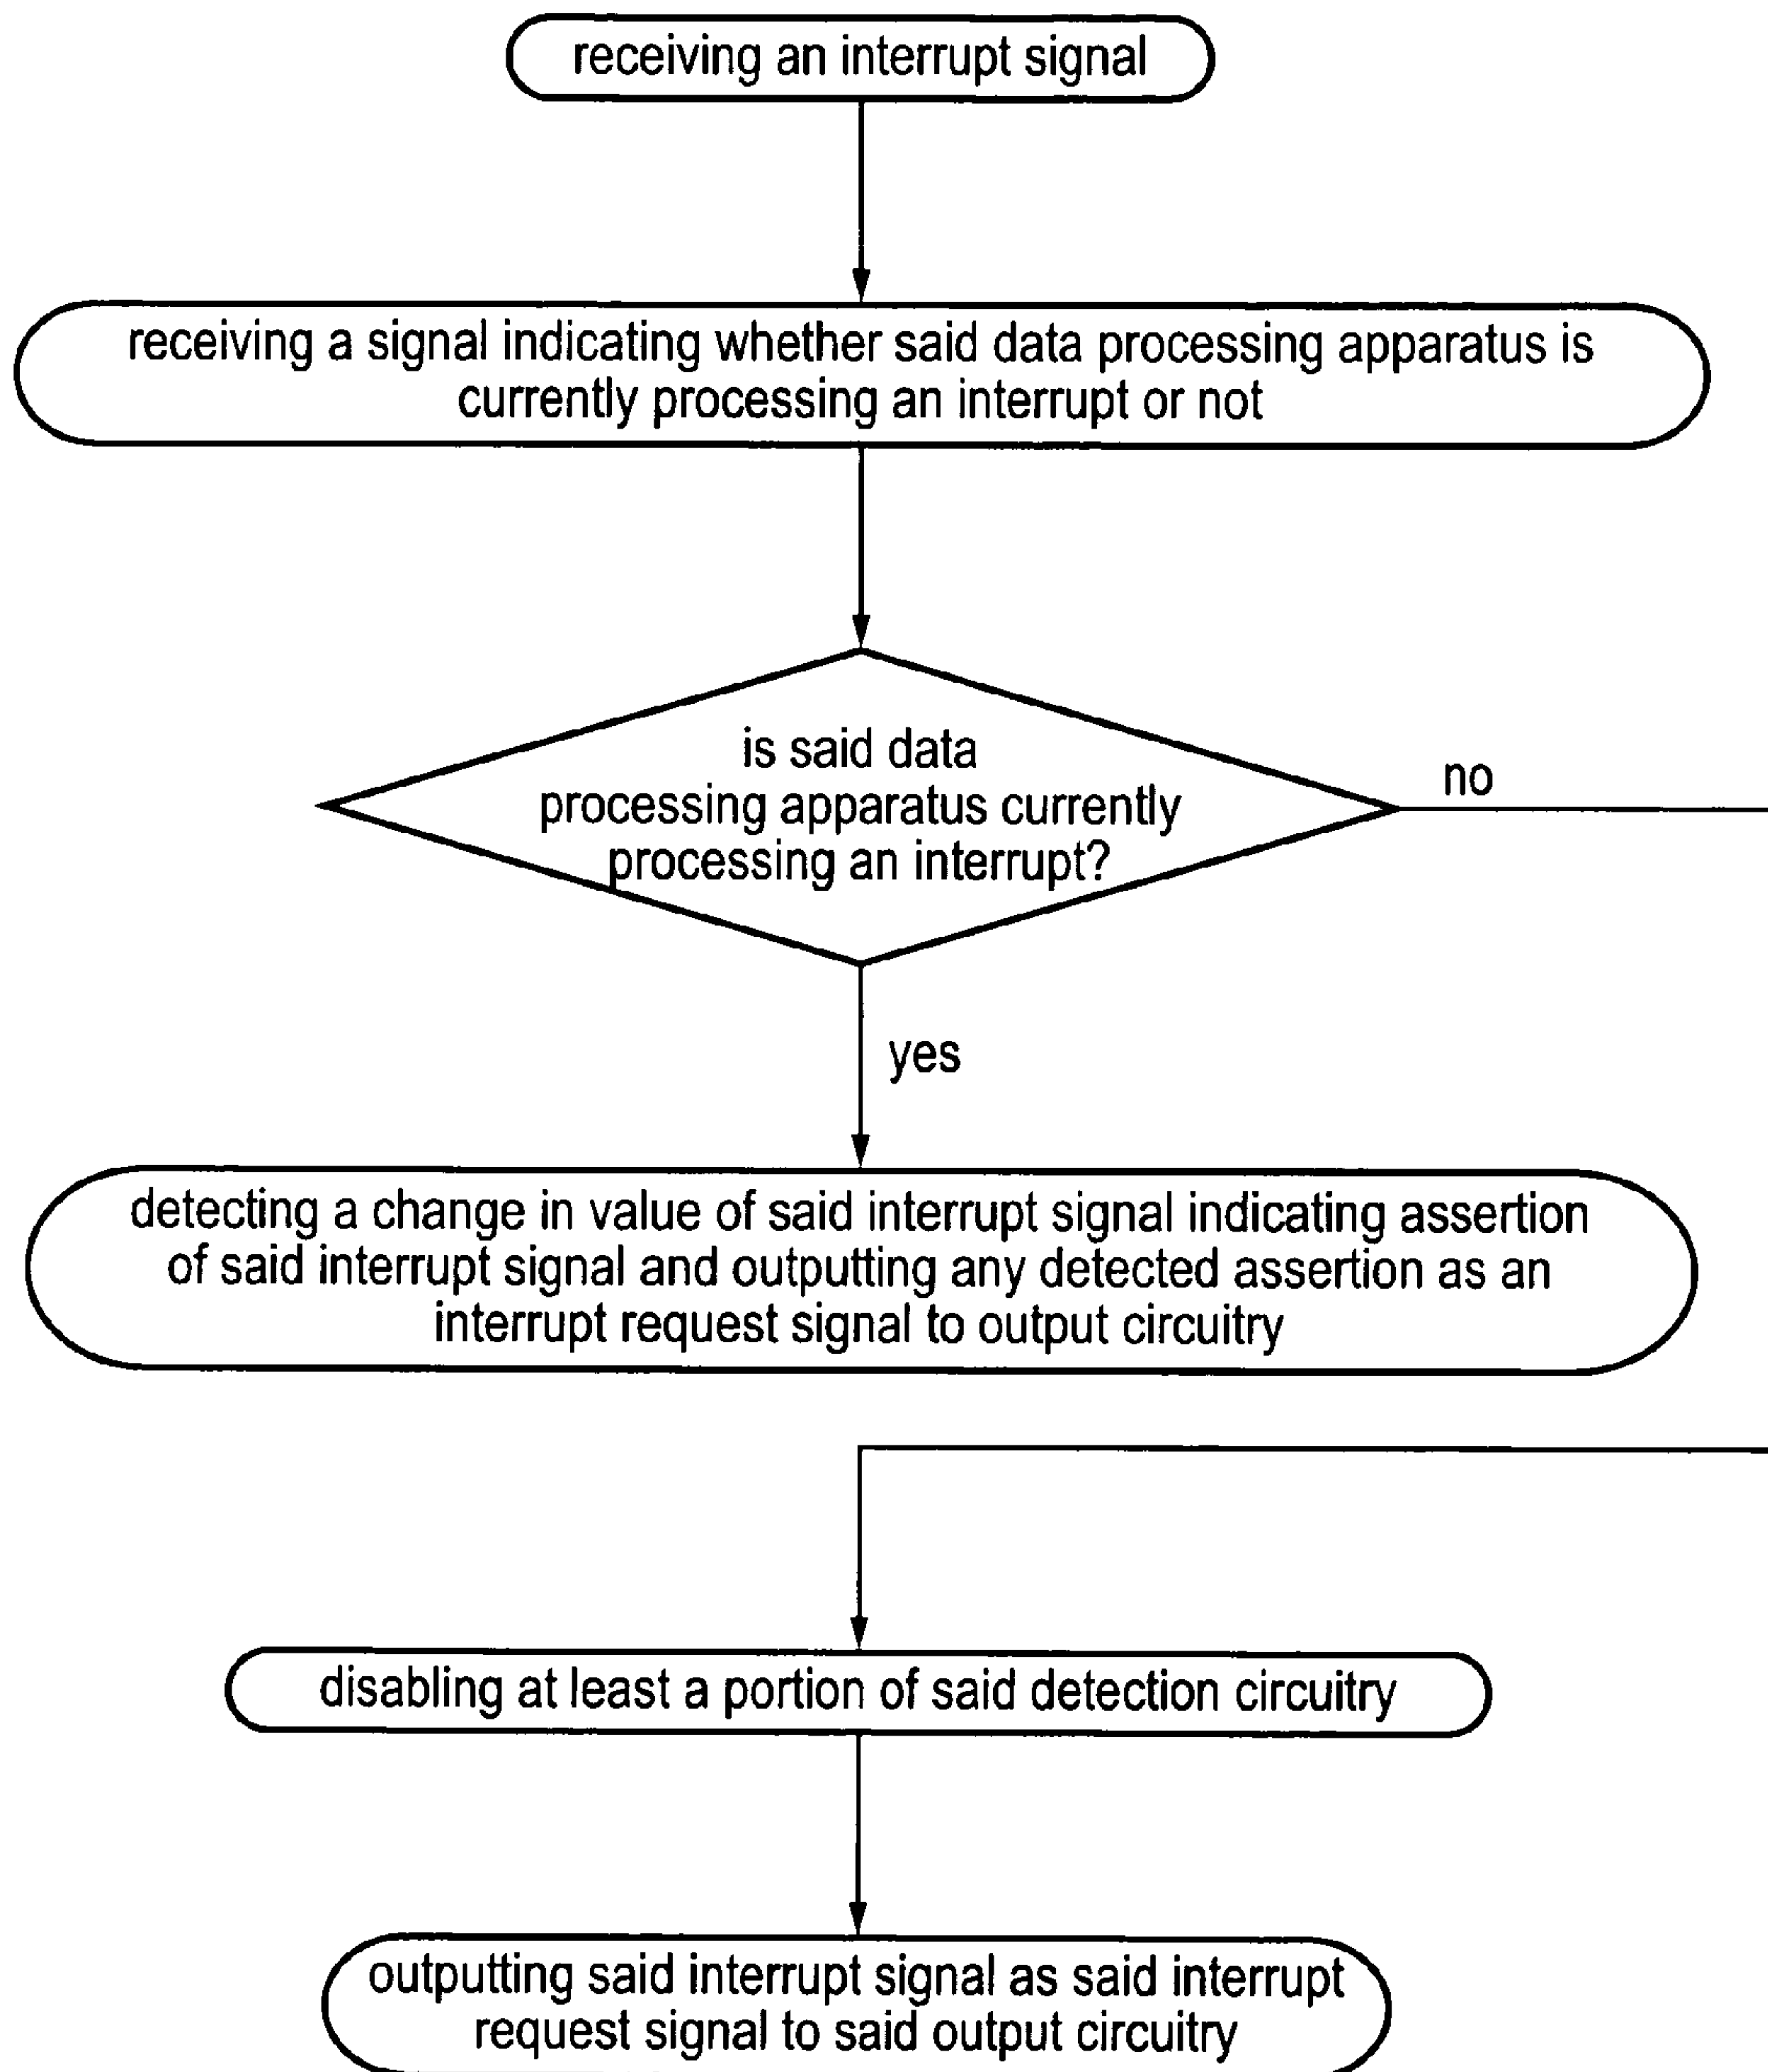 receiving an interrupt signal
receiving a signal indicating whether said data processing apparatus is
currently processing an interrupt or not
is said data
processing apparatus currently
processing an interrupt?
no
yes
detecting a change in value of said interrupt signal indicating assertion
of said interrupt signal and outputting any detected assertion as an
interrupt request signal to output circuitry
disabling at least a portion of said detection circuitry
outputting said interrupt signal as said interrupt
request signal to said output circuitry